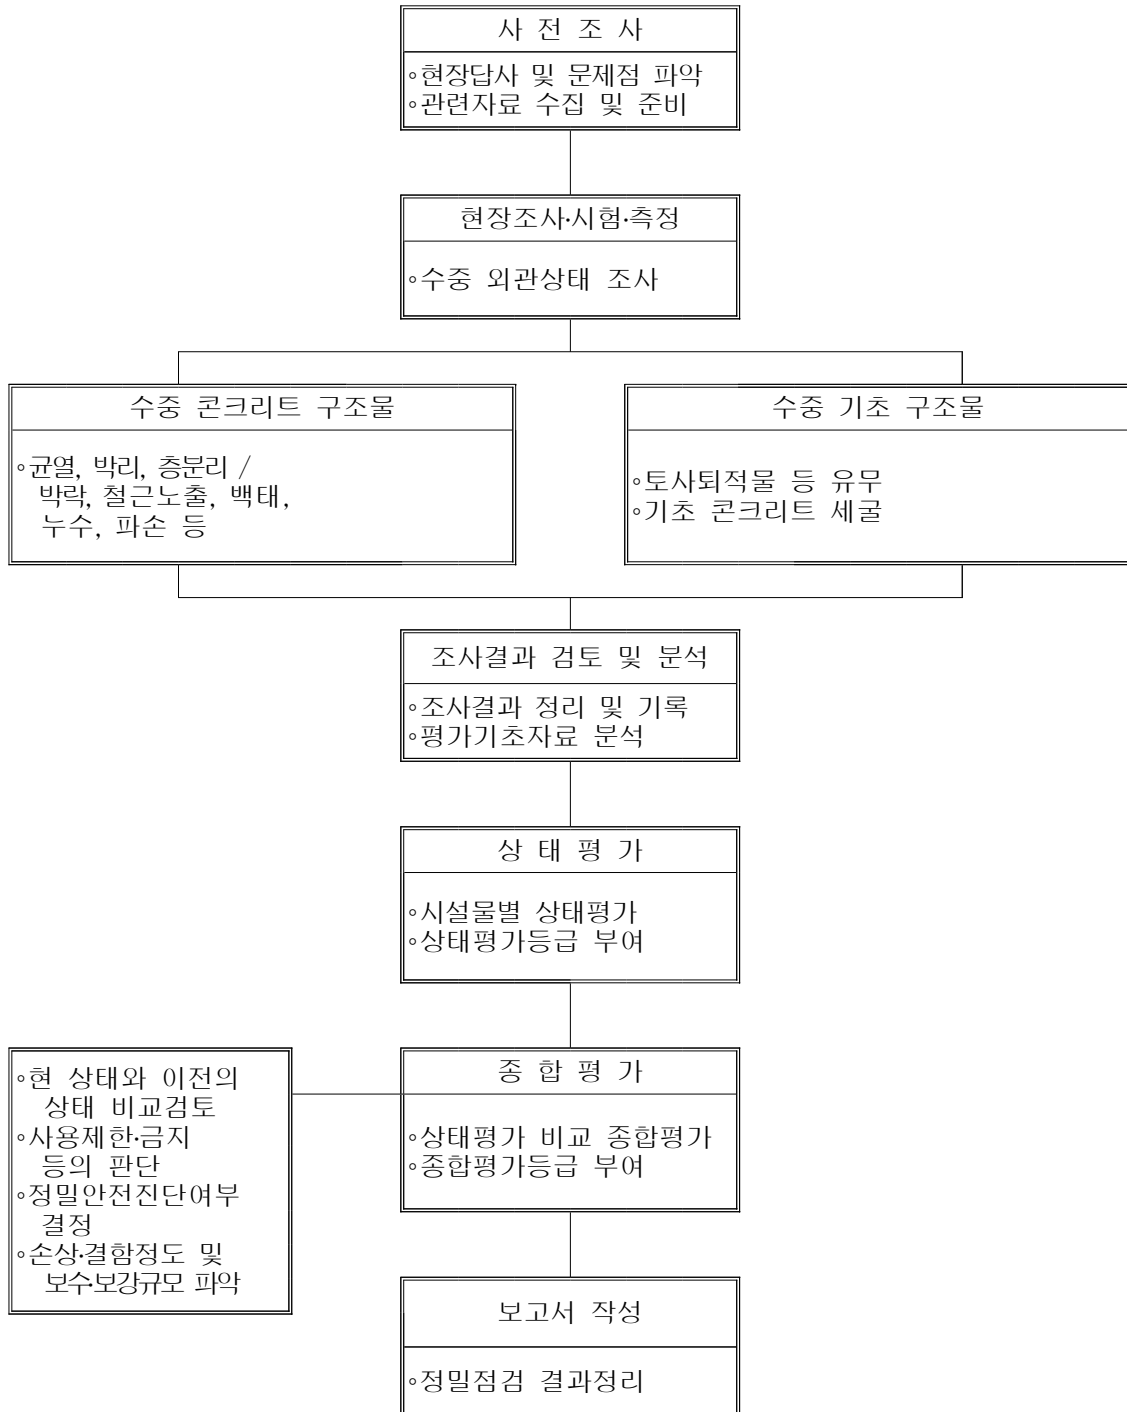 사 전 조 사
◦현장답사 및 문제점 파악
◦관련자료 수집 및 준비
현장조사·시험·측정
◦수중 외관상태 조사
수중 콘크리트 구조물
◦균열, 박리, 층분리 /
박락, 철근노출, 백태,
누수, 파손 등
수중 기초 구조물
◦토사퇴적물 등 유무
◦기초 콘크리트 세굴
조사결과 검토 및 분석
◦조사결과 정리 및 기록
◦평가기초자료 분석
상 태 평 가
◦시설물별 상태평가
◦상태평가등급 부여
◦현 상태와 이전의
상태 비교검토
◦사용제한·금지
등의 판단
◦정밀안전진단여부
결정
◦손상·결함정도 및
보수·보강규모 파악
종 합 평 가
◦상태평가 비교 종합평가
◦종합평가등급 부여
보고서 작성
◦정밀점검 결과정리